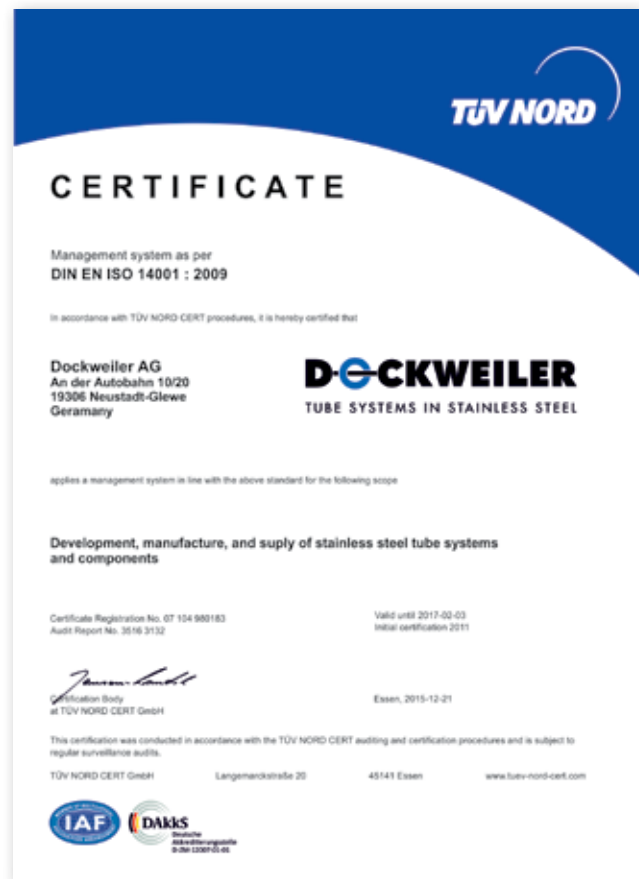 TÜV NORD
CERTIFICATE
Management system as per
DIN EN ISO 14001 : 2009
In accordance with TÜV NORD CERT procedures, it is hereby certified that
Dockweiler AG
An der Autobahn 10/20
19306 Neustadt-Glewe
Geramany
DOCKWEILER
TUBE SYSTEMS IN STAINLESS STEEL
applies a management system in line with the above standard for the following scope
Development, manufacture, and suply of stainless steel tube systems
and components
Certificate Registration No. 07 104 980183
Audit Report No. 3516 3132
Valid until 2017-02-03
Initial certification 2011
Certification Body
at TÜV NORD CERT GmbH
Essen, 2015-12-21
This certification was conducted in accordance with the TÜV NORD CERT auditing and certification procedures and is subject to
regular surveillance audits.
TÜV NORD CERT GmbH Langemarckstraße 20 45141 Essen www.tuev-nord-cert.com
IAF
DAkkS
Deutsche
Akkreditierungsstelle
D-ZM-12007-01-01